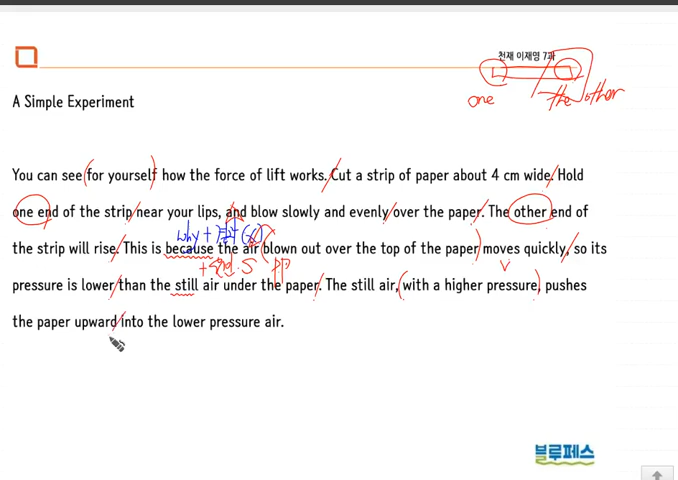 천재 이재영 7과
one the other
A Simple Experiment
You can see for yourself how the force of lift works. Cut a strip of paper about 4 cm wide. Hold
one end of the strip near your lips, and blow slowly and evenly over the paper. The other end of
why + 결과 (X)
the strip will rise. This is because the air blown out over the top of the paper moves quickly, so its
S pp v
pressure is lower than the still air under the paper. The still air, with a higher pressure, pushes
the paper upward into the lower pressure air.
블루페스